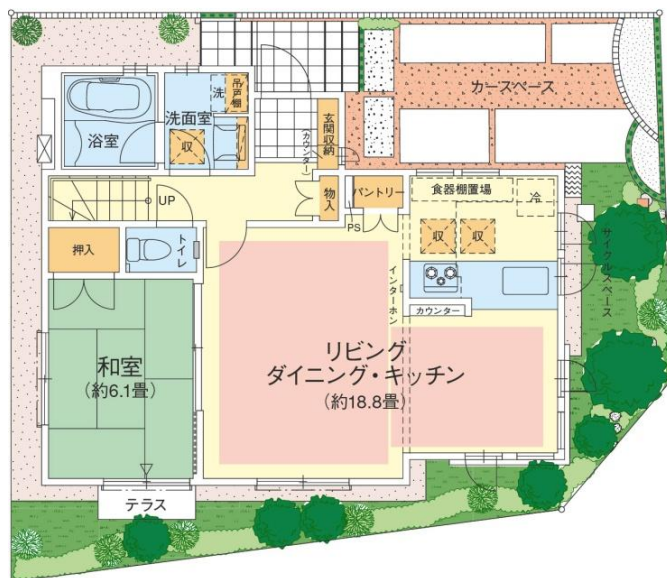 吊戸棚
洗
洗面室
浴室
収
カウンター
玄関収納
カースペース
物入
パントリー
PS
食器棚置場
冷
UP
押入
トイレ
収
収
サイクルスペース
インターホン
カウンター
リビング
ダイニング・キッチン
(約18.8畳)
和室
(約6.1畳)
テラス